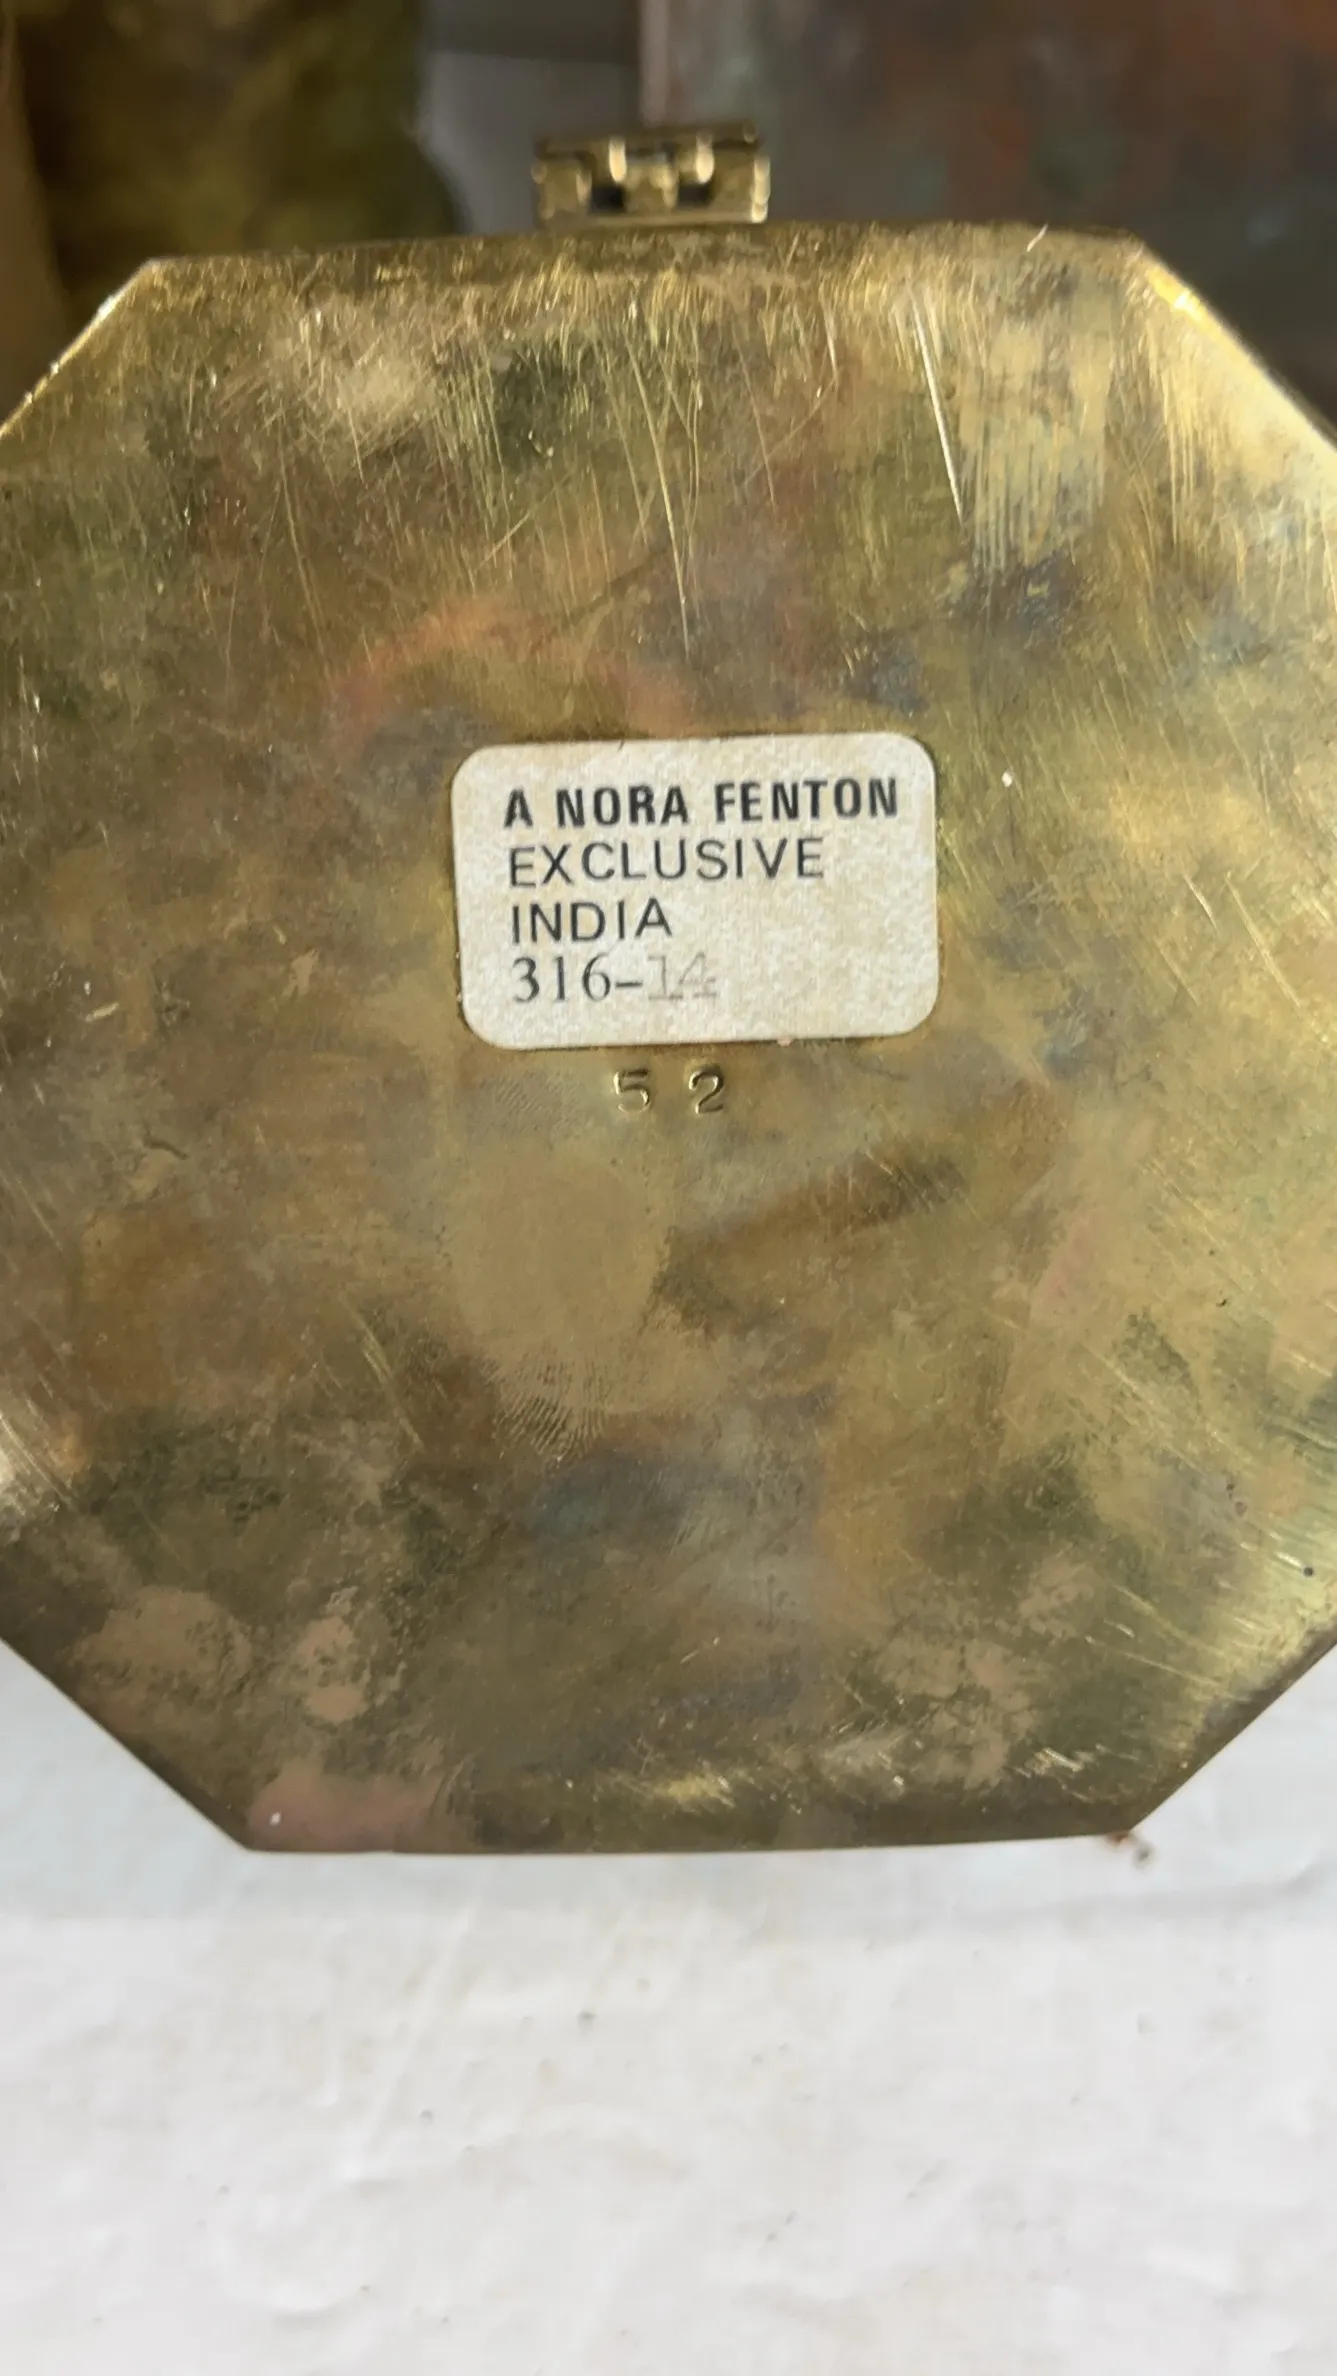 A NORA FENTON
EXCLUSIVE
INDIA
316-14
52